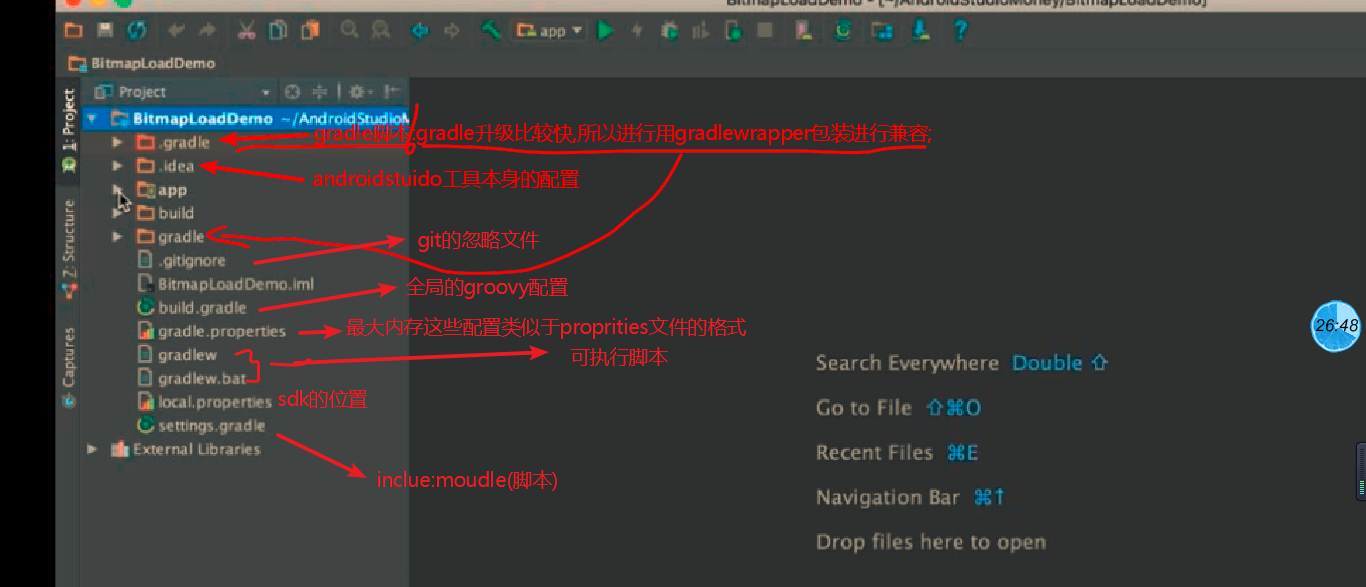 BitmapLoadDemo - [~/AndroidStudioMoney/BitmapLoadDemo]
app
BitmapLoadDemo
Project
1: Project
Z: Structure
Captures
BitmapLoadDemo ~/AndroidStudioM
.gradle
gradle脚本,gradle升级比较快,所以进行用gradlewrapper包装进行兼容;
.idea
androidstuido工具本身的配置
app
build
gradle
git的忽略文件
.gitignore
BitmapLoadDemo.iml
全局的groovy配置
build.gradle
gradle.properties
最大内存这些配置类似于proprities文件的格式
gradlew
可执行脚本
gradlew.bat
local.properties
sdk的位置
settings.gradle
External Libraries
inclue:moudle(脚本)
26:48
Search Everywhere Double ⇧
Go to File ⇧⌘O
Recent Files ⌘E
Navigation Bar ⌘↑
Drop files here to open